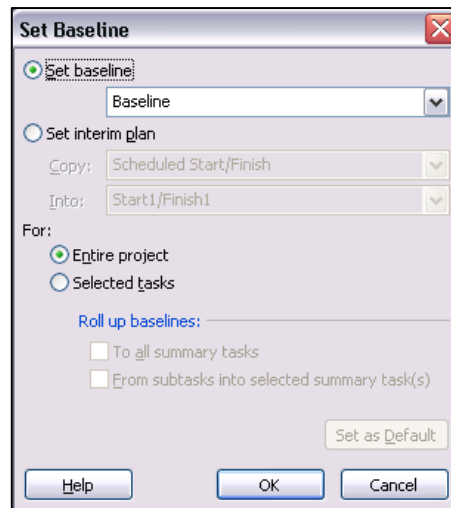 Set Baseline
Set baseline
Baseline
Set interim plan
Copy: Scheduled Start/Finish
Into: Start1/Finish1
For:
Entire project
Selected tasks
Roll up baselines:
To all summary tasks
From subtasks into selected summary task(s)
Set as Default
Help OK Cancel